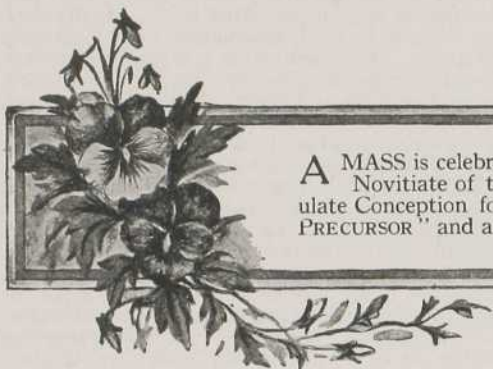 A MASS is celebr
Novitiate of t
ulate Conception fo
PRECURSOR" and a